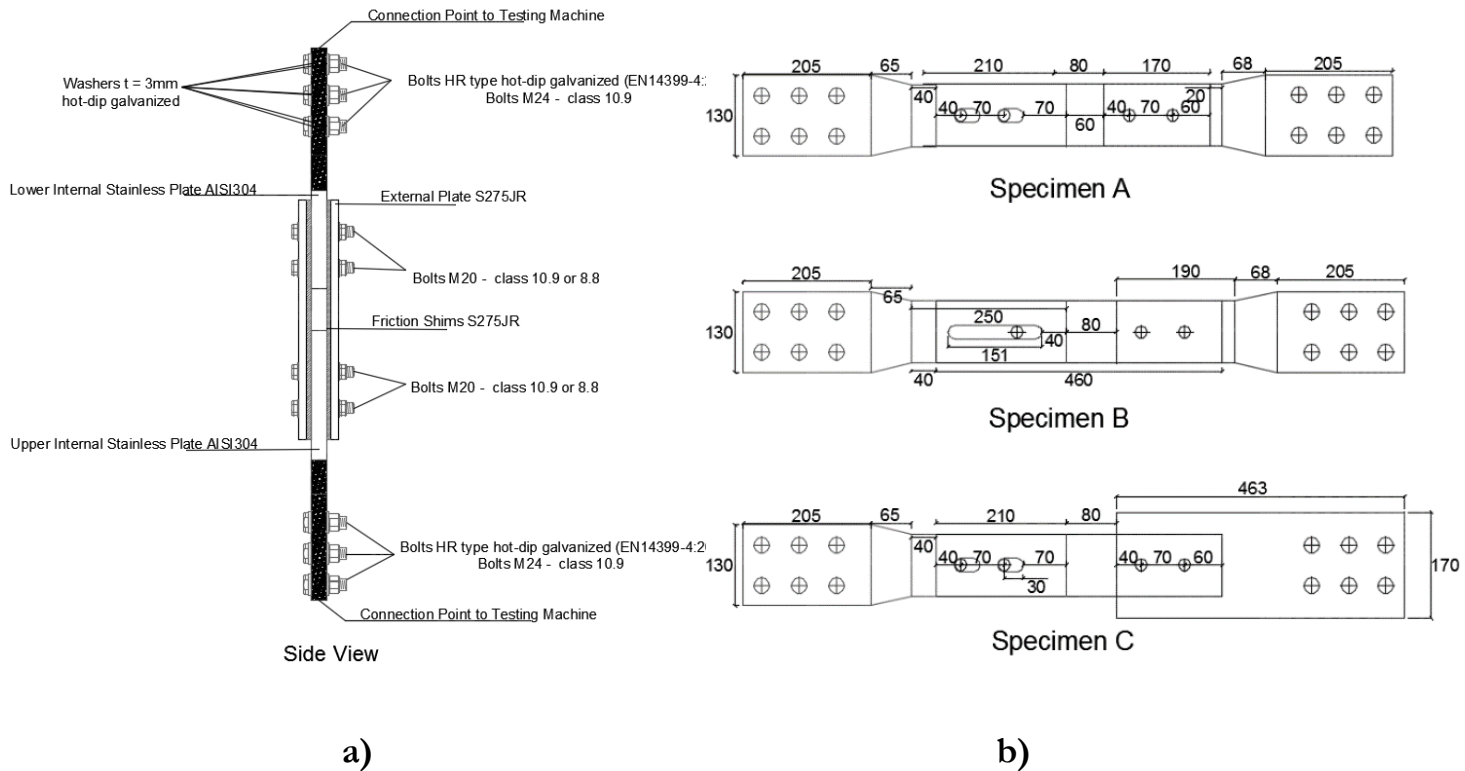 Connection Point to Testing Machine
Washers t = 3mm
hot-dip galvanized
Bolts HR type hot-dip galvanized (EN14399-4:
Bolts M24 - class 10.9
Lower Internal Stainless Plate AISI304
External Plate S275JR
Bolts M20 - class 10.9 or 8.8
Friction Shims S275JR
Bolts M20 - class 10.9 or 8.8
Upper Internal Stainless Plate AISI304
Bolts HR type hot-dip galvanized (EN14399-4:2
Bolts M24 - class 10.9
Connection Point to Testing Machine
Side View
a)
205 65 210 80 170 68 205
130 40 40 70 70 60 40 70 60 20
Specimen A
205 65 190 68 205
130 250 80
151 40
40 460
Specimen B
463
205 65 210 80
130 40 40 70 70 40 70 60 170
30
Specimen C
b)